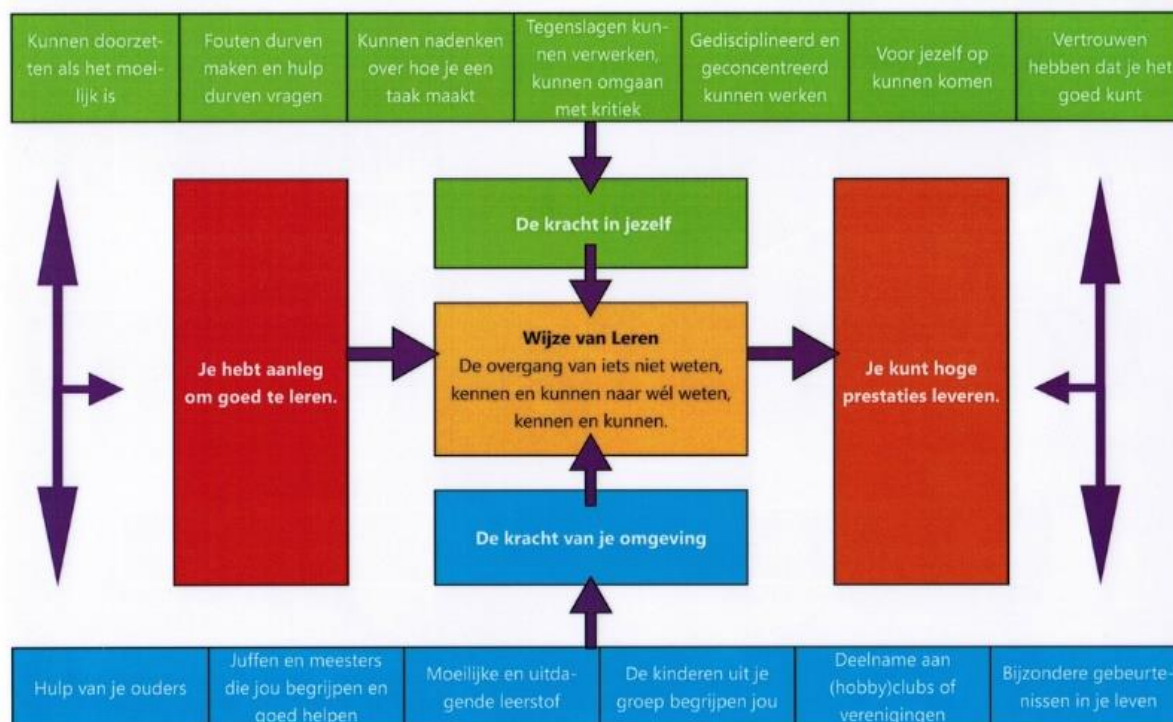 Kunnen doorzet-
ten als het moei-
lijk is
Fouten durven
maken en hulp
durven vragen
Kunnen nadenken
over hoe je een
taak maakt
Tegenslagen kun-
nen verwerken,
kunnen omgaan
met kritiek
Gedisciplineerd en
geconcentreerd
kunnen werken
Voor jezelf op
kunnen komen
Vertrouwen
hebben dat je het
goed kunt
De kracht in jezelf
Je hebt aanleg
om goed te leren.
Wijze van Leren
De overgang van iets niet weten,
kennen en kunnen naar wél weten,
kennen en kunnen.
Je kunt hoge
prestaties leveren.
De kracht van je omgeving
Hulp van je ouders
Juffen en meesters
die jou begrijpen en
goed helpen
Moeilijke en uitda-
gende leerstof
De kinderen uit je
groep begrijpen jou
Deelname aan
(hobby)clubs of
verenigingen
Bijzondere gebeurte-
nissen in je leven